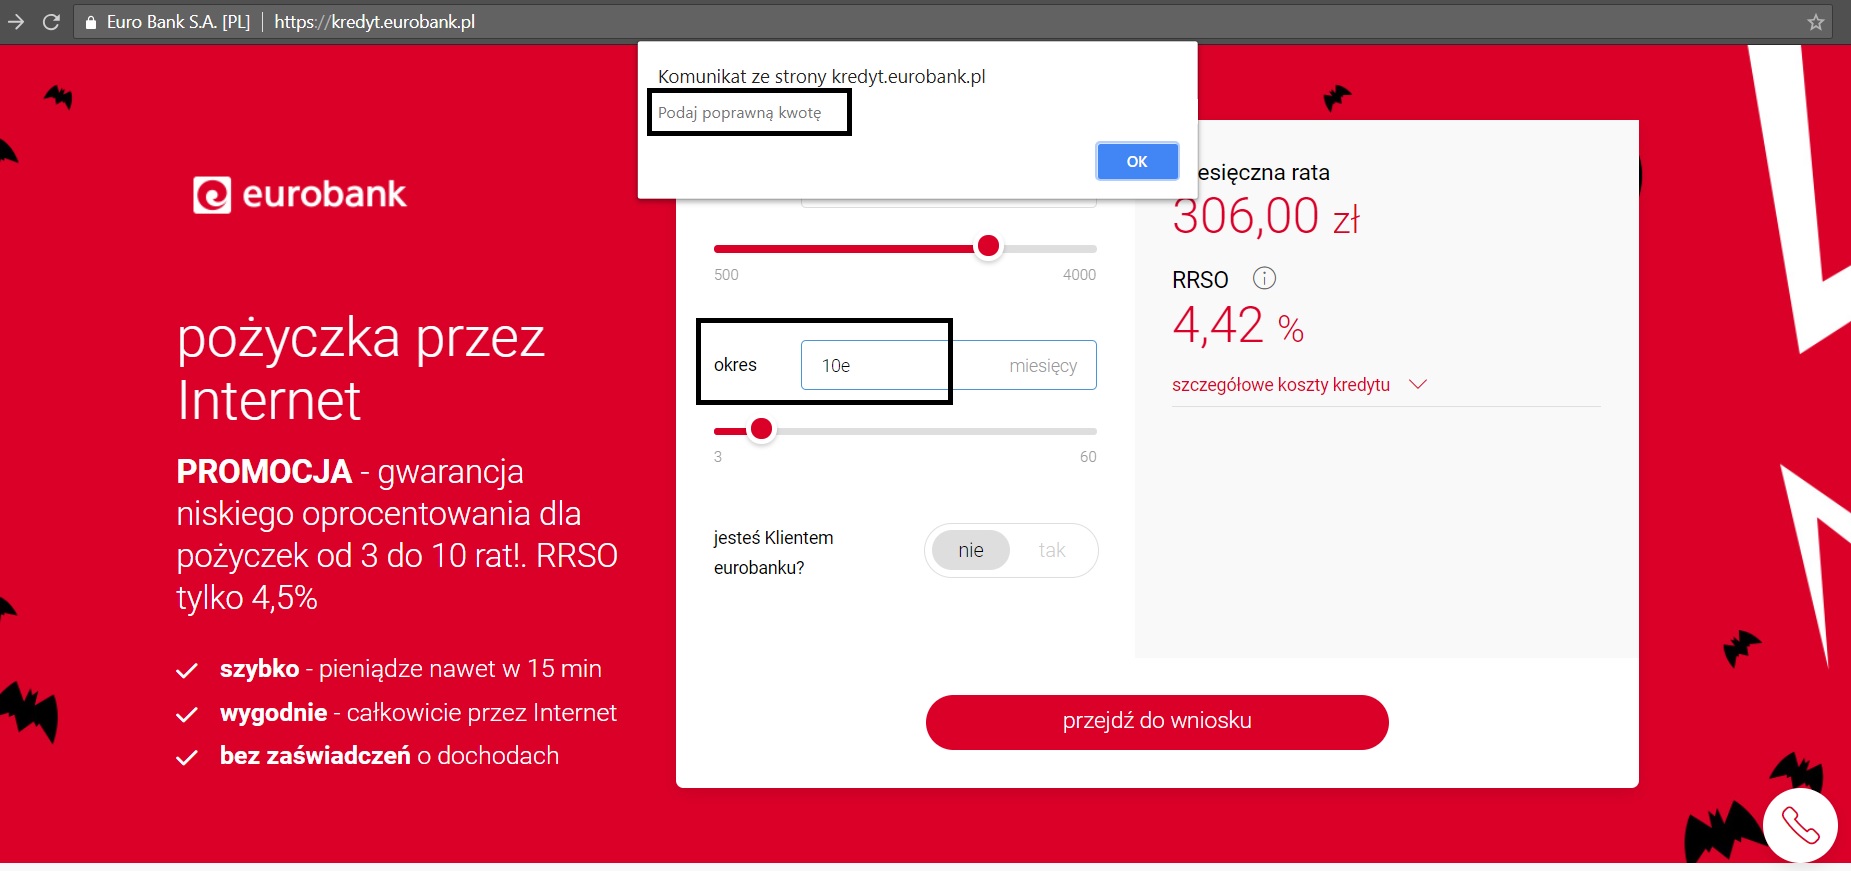 Euro Bank S.A. [PL] https://kredyt.eurobank.pl
Komunikat ze strony kredyt.eurobank.pl
Podaj poprawną kwotę
OK
eurobank
pożyczka przez
Internet
PROMOCJA - gwarancja
niskiego oprocentowania dla
pożyczek od 3 do 10 rat!. RRSO
tylko 4,5%
szybko - pieniądze nawet w 15 min
wygodnie - całkowicie przez Internet
bez zaświadczeń o dochodach
500 4000
okres 10e miesięcy
3 60
jesteś Klientem
eurobanku?
nie tak
esięczna rata
306,00 zł
RRSO
4,42 %
szczegółowe koszty kredytu
przejdź do wniosku